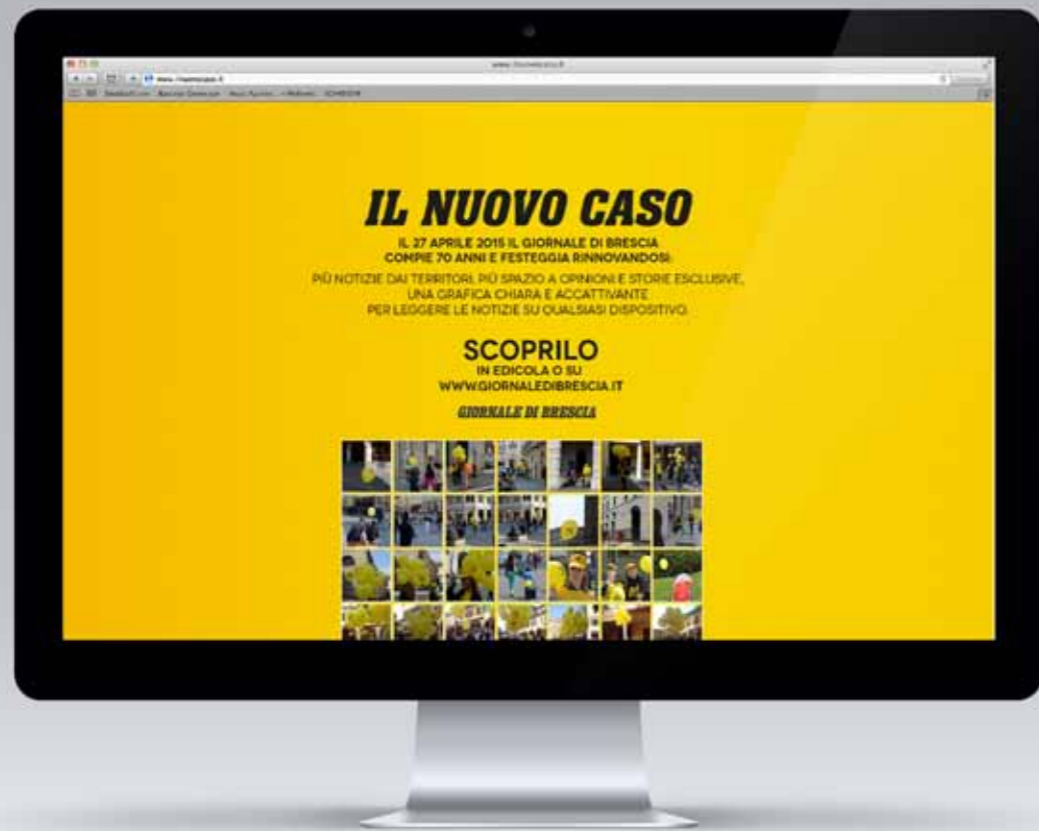 IL NUOVO CASO
IL 27 APRILE 2015 IL GIORNALE DI BRESCIA
COMPIE 70 ANNI E FESTEGGIA RINNOVANDOSI:
PIÙ NOTIZIE DAI TERRITORI, PIÙ SPAZIO A OPINIONI E STORIE ESCLUSIVE,
UNA GRAFICA CHIARA E ACCATTIVANTE
PER LEGGERE LE NOTIZIE SU QUALSIASI DISPOSITIVO.
SCOPRILO
IN EDICOLA O SU
WWW.GIORNALEDIBRESCIA.IT
GIORNALE DI BRESCIA